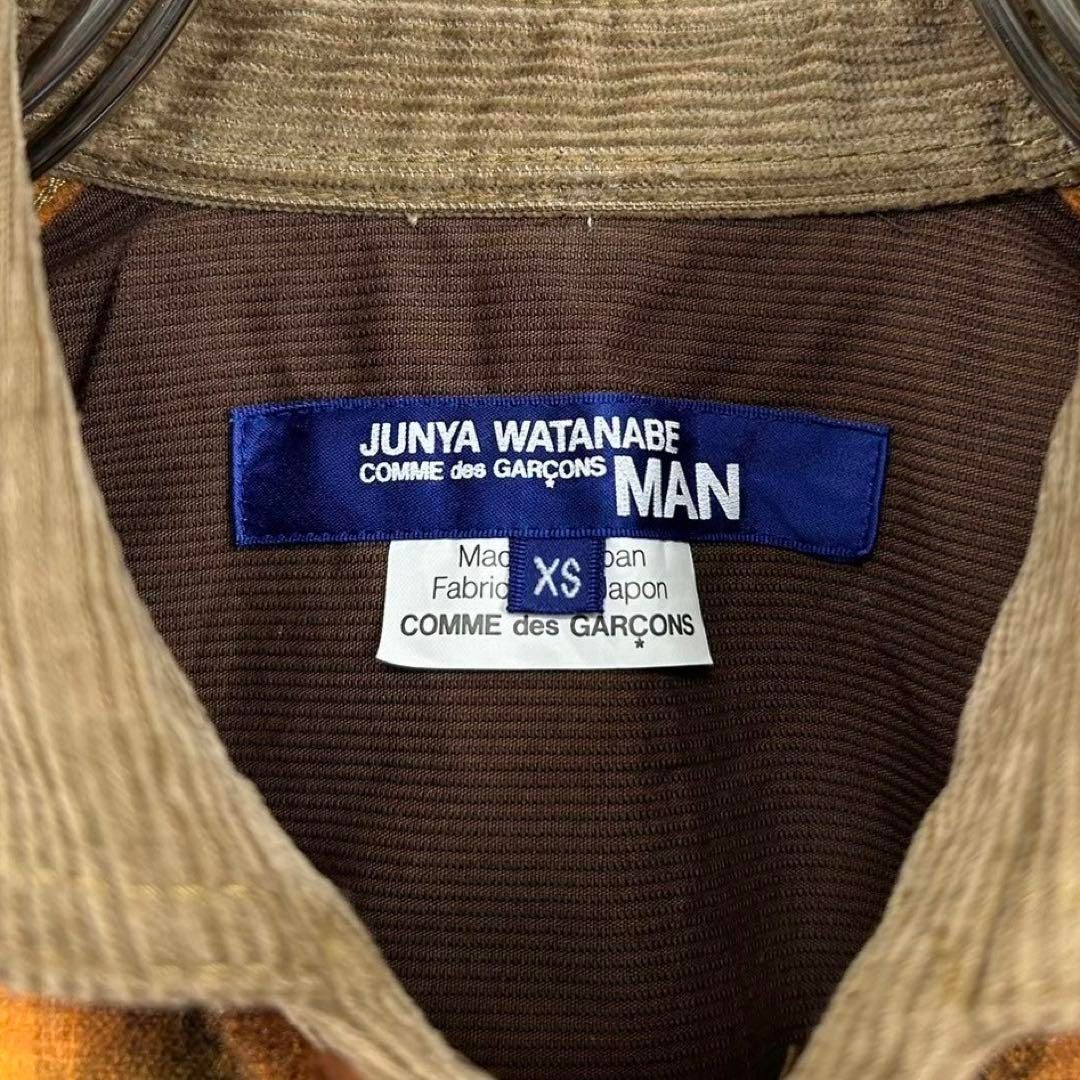 JUNYA WATANABE
COMME des GARÇONS MAN
XS
COMME des GARÇONS